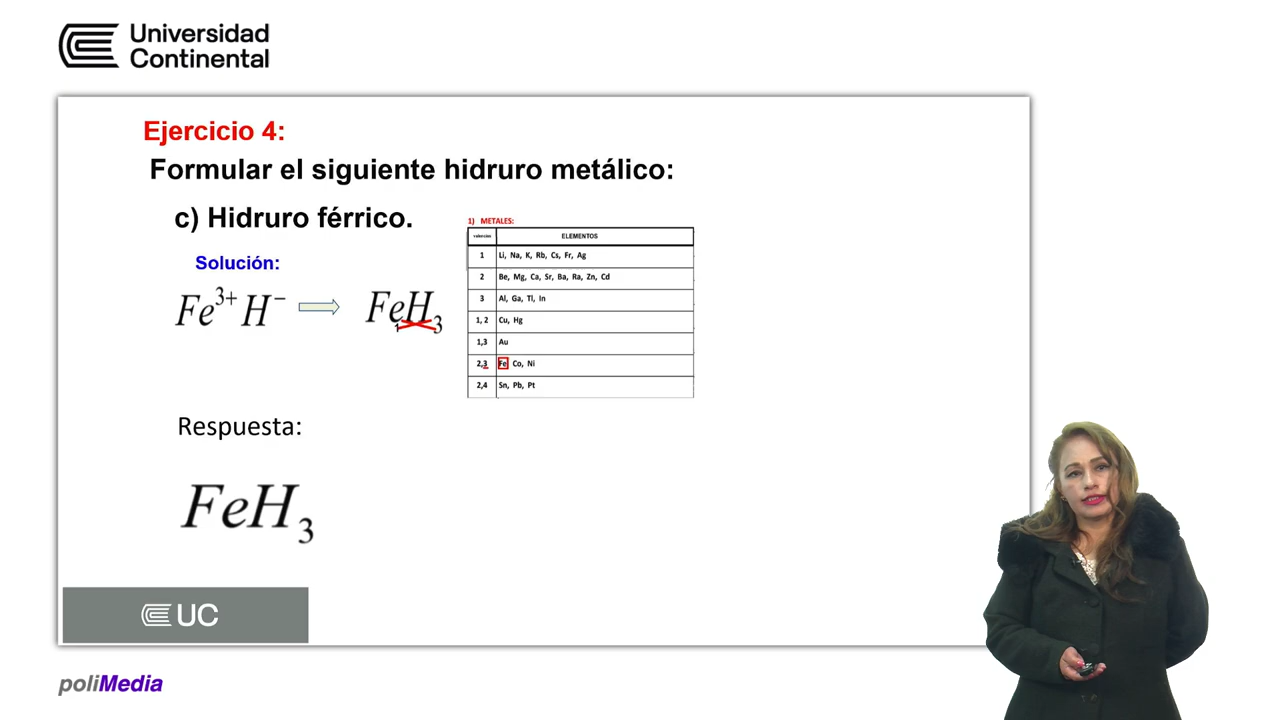 Universidad
Continental
Ejercicio 4:
Formular el siguiente hidruro metálico:
c) Hidruro férrico.
Solución:
Fe³⁺ H⁻ FeH₃
1
1) METALES:
valencias ELEMENTOS
1 Li, Na, K, Rb, Cs, Fr, Ag
2 Be, Mg, Ca, Sr, Ba, Ra, Zn, Cd
3 Al, Ga, Tl, In
1, 2 Cu, Hg
1,3 Au
2,3 Fe, Co, Ni
2,4 Sn, Pb, Pt
Respuesta:
FeH₃
UC
poliMedia